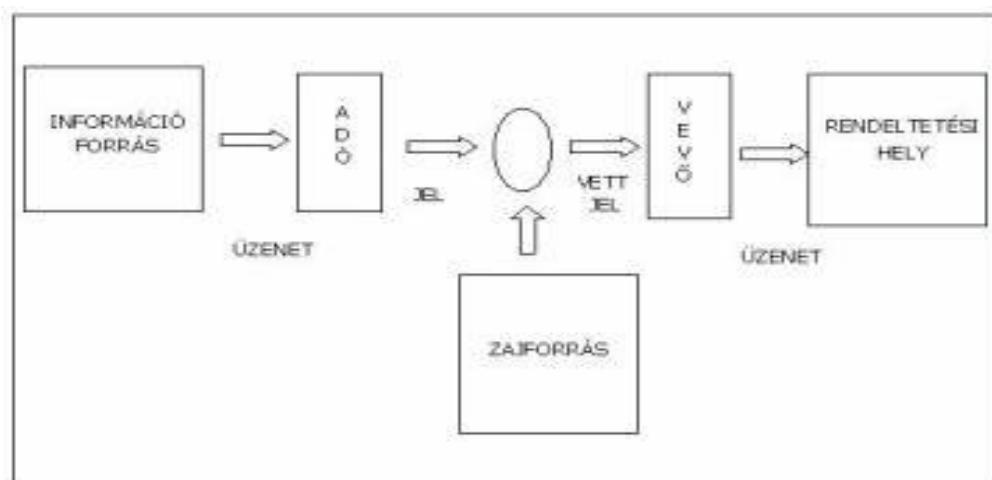 INFORMÁCIÓ
FORRÁS
ÜZENET
A
D
Ó
JEL
VETT
JEL
V
E
V
Ő
ÜZENET
RENDELTETÉSI
HELY
ZAJFORRÁS